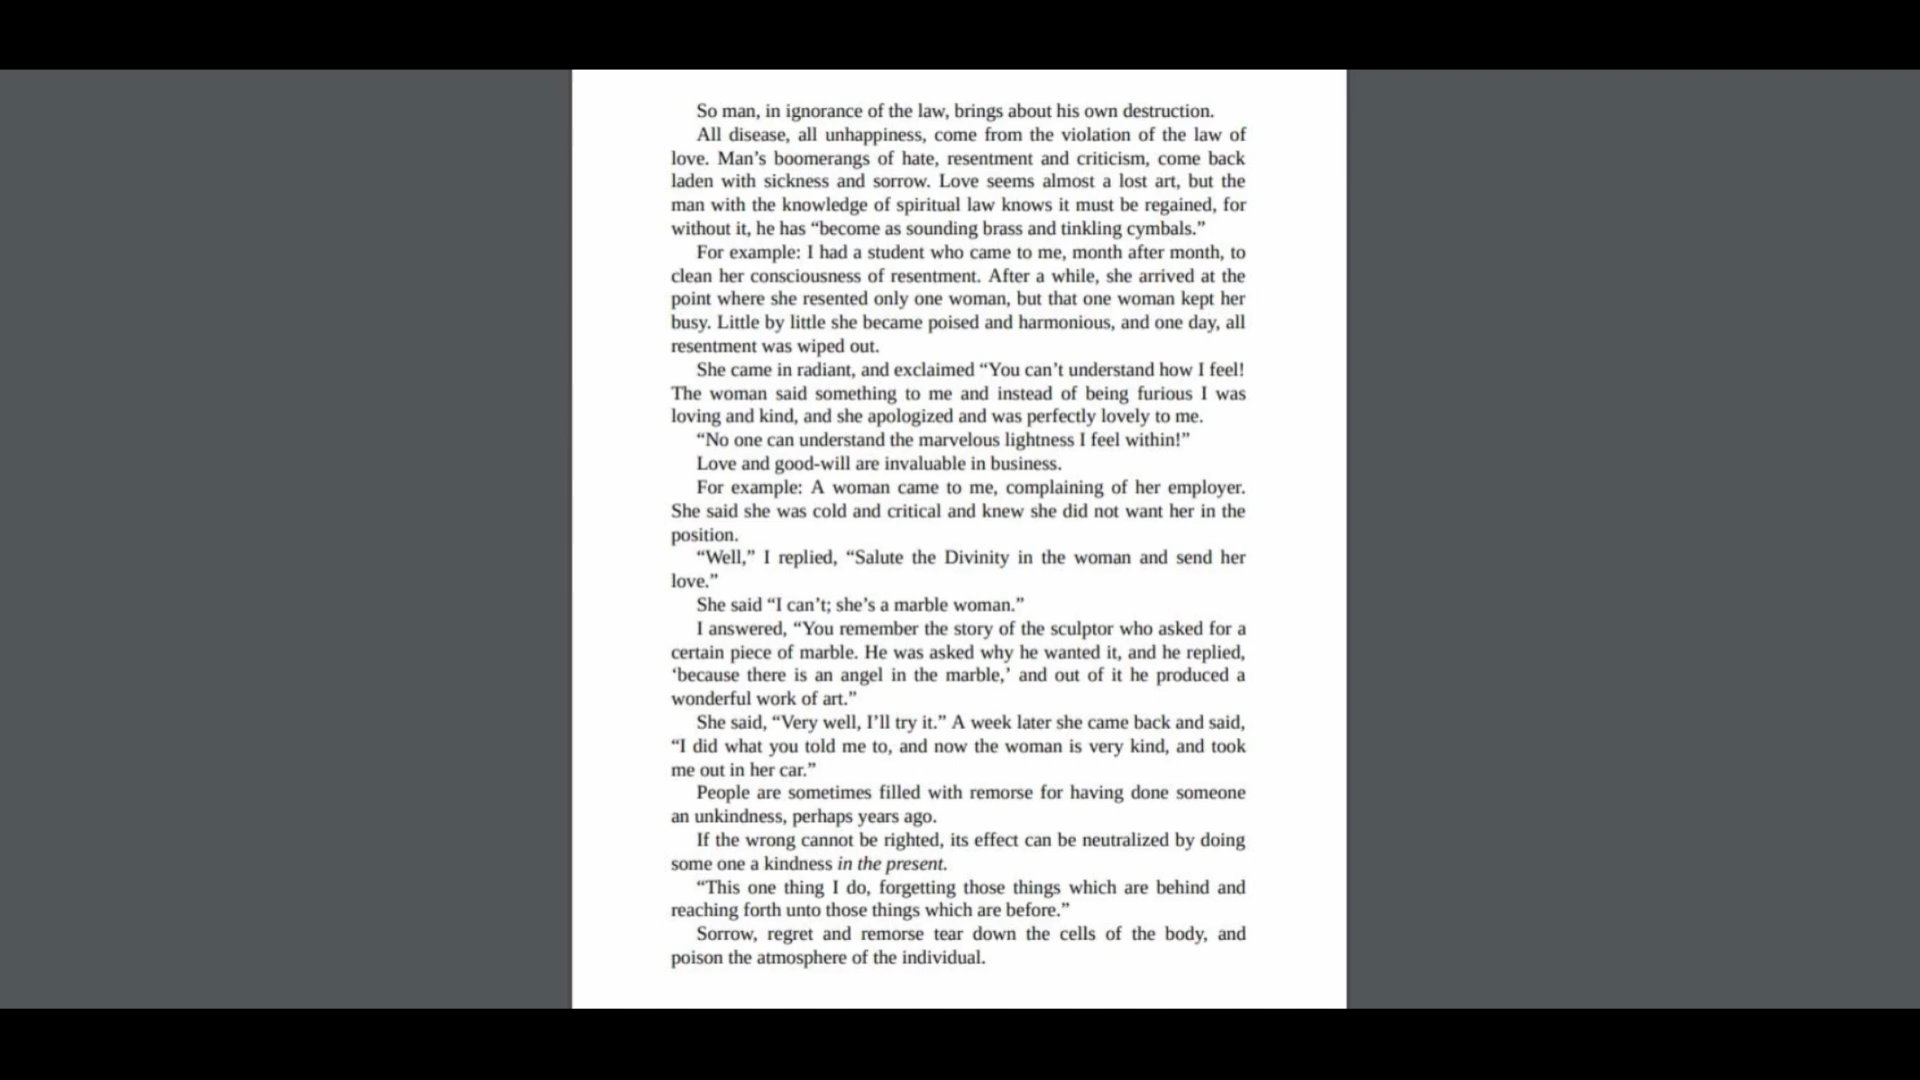 So man, in ignorance of the law, brings about his own destruction.
All disease, all unhappiness, come from the violation of the law of
love. Man’s boomerangs of hate, resentment and criticism, come back
laden with sickness and sorrow. Love seems almost a lost art, but the
man with the knowledge of spiritual law knows it must be regained, for
without it, he has “become as sounding brass and tinkling cymbals.”
For example: I had a student who came to me, month after month, to
clean her consciousness of resentment. After a while, she arrived at the
point where she resented only one woman, but that one woman kept her
busy. Little by little she became poised and harmonious, and one day, all
resentment was wiped out.
She came in radiant, and exclaimed “You can’t understand how I feel!
The woman said something to me and instead of being furious I was
loving and kind, and she apologized and was perfectly lovely to me.
“No one can understand the marvelous lightness I feel within!”
Love and good-will are invaluable in business.
For example: A woman came to me, complaining of her employer.
She said she was cold and critical and knew she did not want her in the
position.
“Well,” I replied, “Salute the Divinity in the woman and send her
love.”
She said “I can’t; she’s a marble woman.”
I answered, “You remember the story of the sculptor who asked for a
certain piece of marble. He was asked why he wanted it, and he replied,
‘because there is an angel in the marble,’ and out of it he produced a
wonderful work of art.”
She said, “Very well, I’ll try it.” A week later she came back and said,
“I did what you told me to, and now the woman is very kind, and took
me out in her car.”
People are sometimes filled with remorse for having done someone
an unkindness, perhaps years ago.
If the wrong cannot be righted, its effect can be neutralized by doing
some one a kindness in the present.
“This one thing I do, forgetting those things which are behind and
reaching forth unto those things which are before.”
Sorrow, regret and remorse tear down the cells of the body, and
poison the atmosphere of the individual.